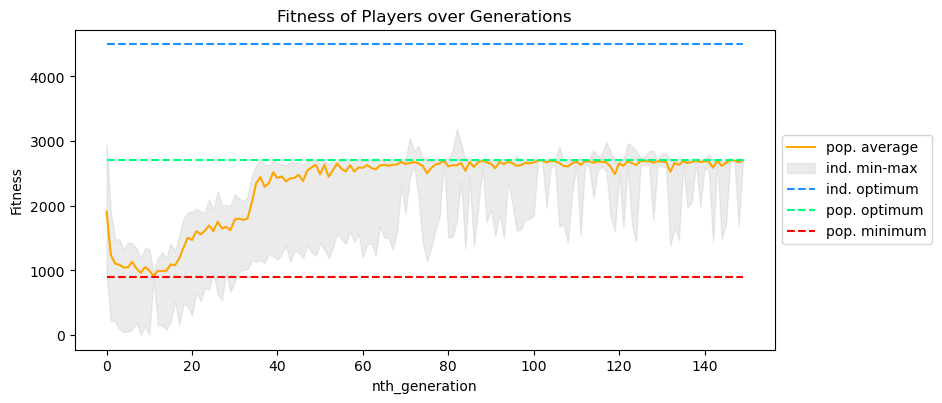 Fitness of Players over Generations
Fitness
4000
3000
2000
1000
0
0 20 40 60 80 100 120 140
nth_generation
pop. average
ind. min-max
ind. optimum
pop. optimum
pop. minimum